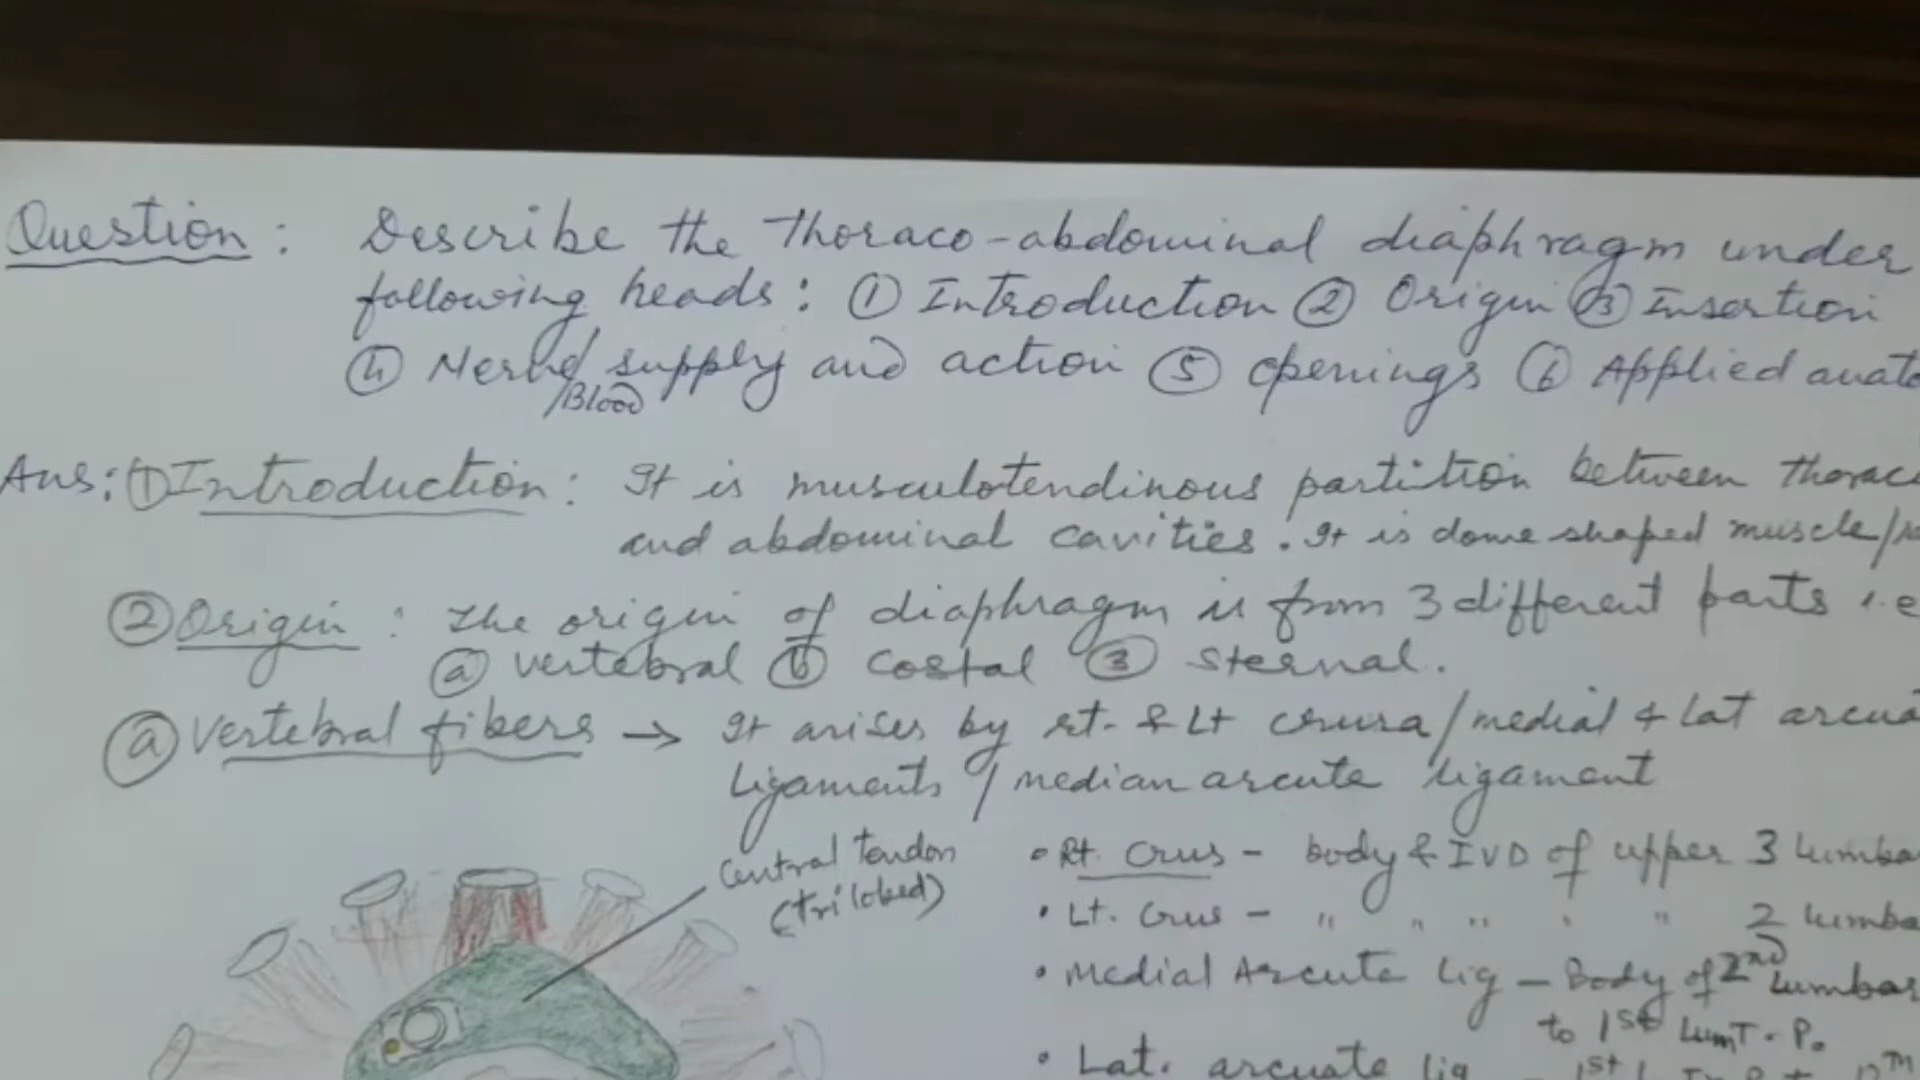 Question: Describe the Thoraco-abdominal diaphragm under
following heads: ① Introduction ② Origin ③ Insertion
④ Nerve/Blood supply and action ⑤ openings ⑥ Applied anato
Ans: ① Introduction: It is musculotendinous partition between thorac
and abdominal cavities. It is dome shaped muscle/
② Origin: The origin of diaphragm is from 3 different parts i.e
ⓐ vertebral ⓑ Costal ③ Sternal.
ⓐ Vertebral fibers → It arises by rt. & Lt crura/medial & Lat arcua
Ligaments / median arcute ligament
Central tendon
(trilobed)
• Rt. Crus - body & IVD of upper 3 Lumba
• Lt. Crus - " " " " " 2 Lumba
• Medial Arcute Lig - Body of 2nd Lumbar
to 1st LumT. P.
• Lat. arcuate lig - 1st